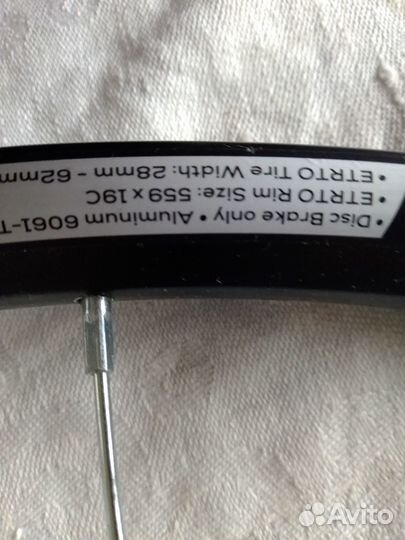 • Disc Brake only • Aluminum 6061-T
• ETRTO Rim Size: 559 x 19C
• ETRTO Tire Width: 28mm - 62mm
Avito